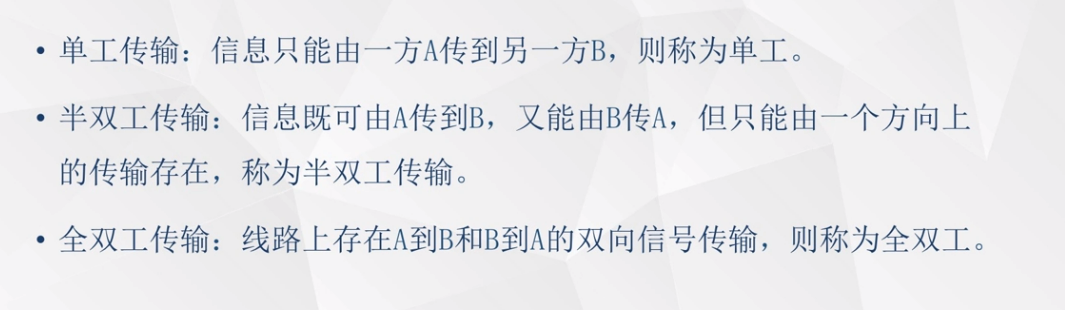 • 单工传输：信息只能由一方A传到另一方B，则称为单工。
• 半双工传输：信息既可由A传到B，又能由B传A，但只能由一个方向上
的传输存在，称为半双工传输。
• 全双工传输：线路上存在A到B和B到A的双向信号传输，则称为全双工。